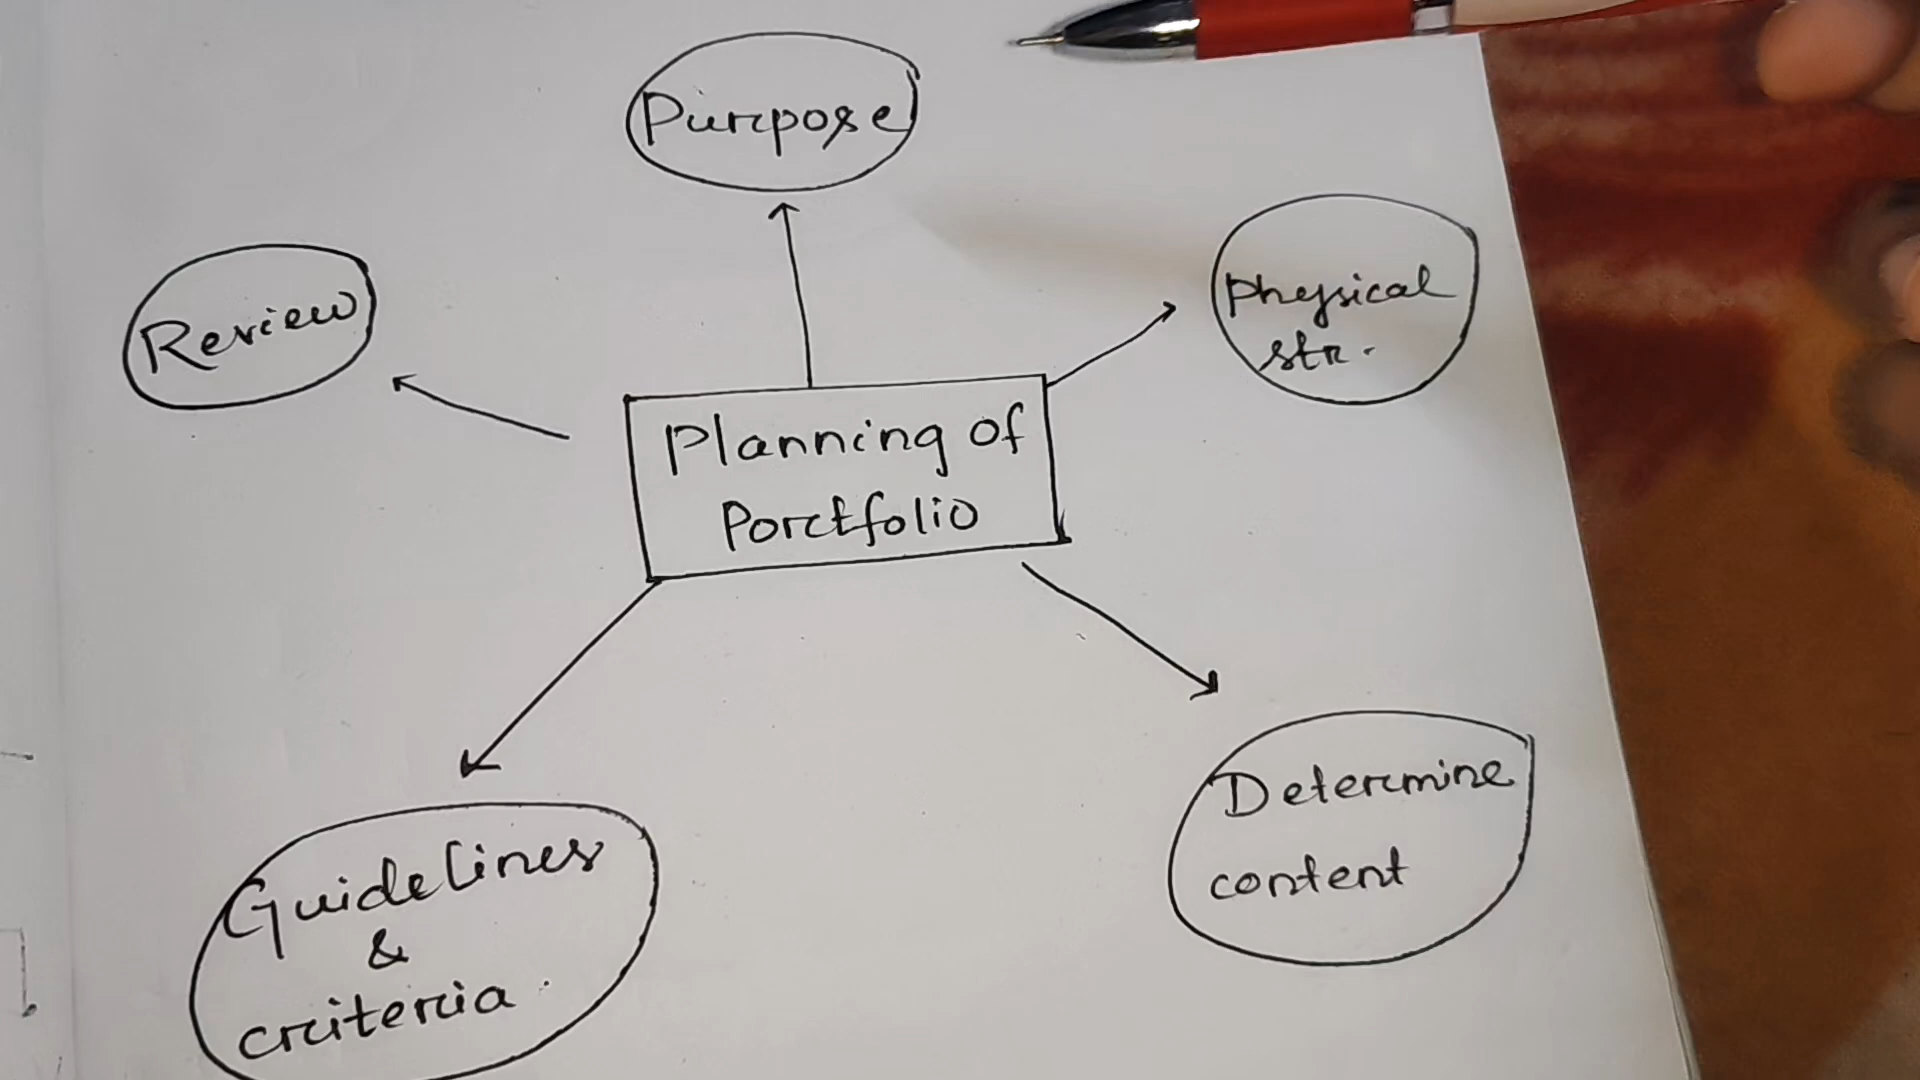 Purpose
Review
Physical
str.
Planning of
Portfolio
Determine
content
Guidelines
&
criteria.